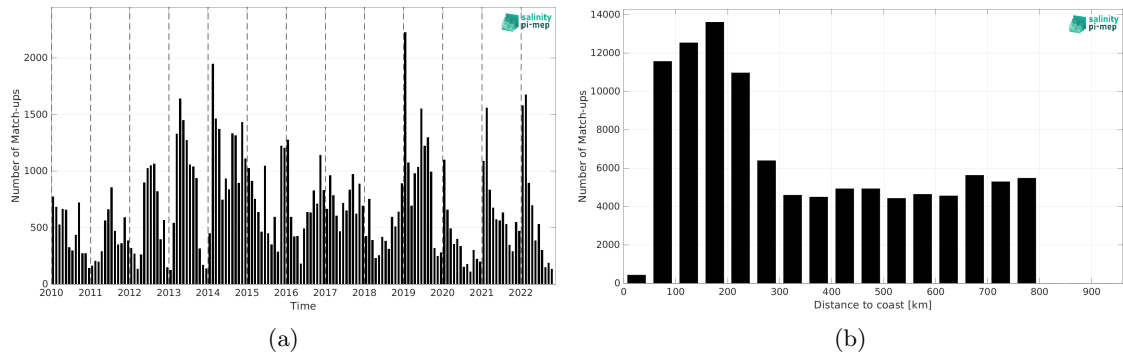 salinity
pi-mep
2000
1500
1000
500
0
Number of Match-ups
2010 2011 2012 2013 2014 2015 2016 2017 2018 2019 2020 2021 2022
Time
(a)
salinity
pi-mep
14000
12000
10000
8000
6000
4000
2000
0
Number of Match-ups
0 100 200 300 400 500 600 700 800 900
Distance to coast [km]
(b)